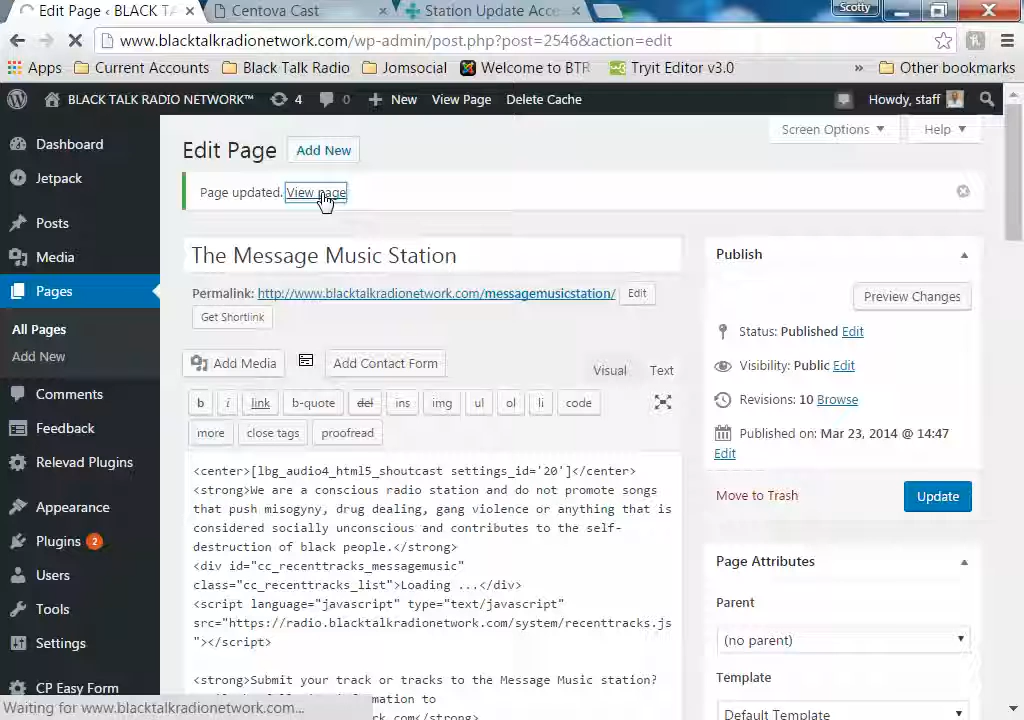 Edit Page ‹ BLACK TA
Centova Cast
Station Update Acce
Scotty
www.blacktalkradionetwork.com/wp-admin/post.php?post=2546&action=edit
Apps
Current Accounts
Black Talk Radio
Jomsocial
Welcome to BTR
Tryit Editor v3.0
»
Other bookmarks
BLACK TALK RADIO NETWORK™
4
0
New
View Page
Delete Cache
Howdy, staff
Dashboard
Jetpack
Posts
Media
Pages
All Pages
Add New
Comments
Feedback
Relevad Plugins
Appearance
Plugins 2
Users
Tools
Settings
CP Easy Form
Screen Options
Help
Edit Page
Add New
Page updated. View page
The Message Music Station
Permalink: http://www.blacktalkradionetwork.com/messagemusicstation/ Edit
Get Shortlink
Add Media
Add Contact Form
Visual
Text
b
i
link
b-quote
del
ins
img
ul
ol
li
code
more
close tags
proofread
<center>[lbg_audio4_html5_shoutcast settings_id='20']</center>
<strong>We are a conscious radio station and do not promote songs
that push misogyny, drug dealing, gang violence or anything that is
considered socially unconscious and contributes to the self-
destruction of black people.</strong>
<div id="cc_recenttracks_messagemusic"
class="cc_recenttracks_list">Loading ...</div>
<script language="javascript" type="text/javascript"
src="https://radio.blacktalkradionetwork.com/system/recenttracks.js
"></script>
<strong>Submit your track or tracks to the Message Music station?
Publish
Preview Changes
Status: Published Edit
Visibility: Public Edit
Revisions: 10 Browse
Published on: Mar 23, 2014 @ 14:47
Edit
Move to Trash
Update
Page Attributes
Parent
(no parent)
Template
Default Template
Waiting for www.blacktalkradionetwork.com...